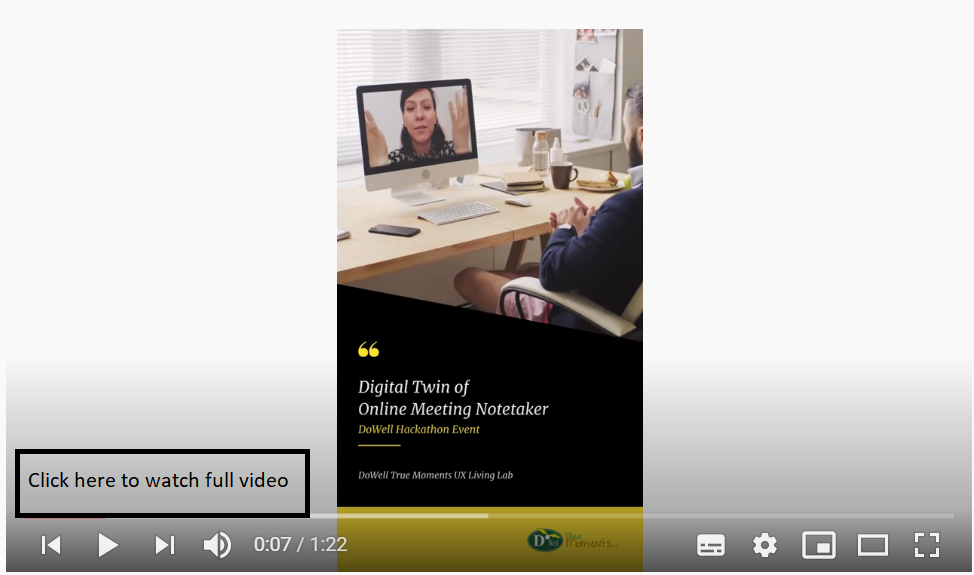 Digital Twin of
Online Meeting Notetaker
DoWell Hackathon Event
DoWell True Moments UX Living Lab
Click here to watch full video
0:07 / 1:22
D
True
moments...